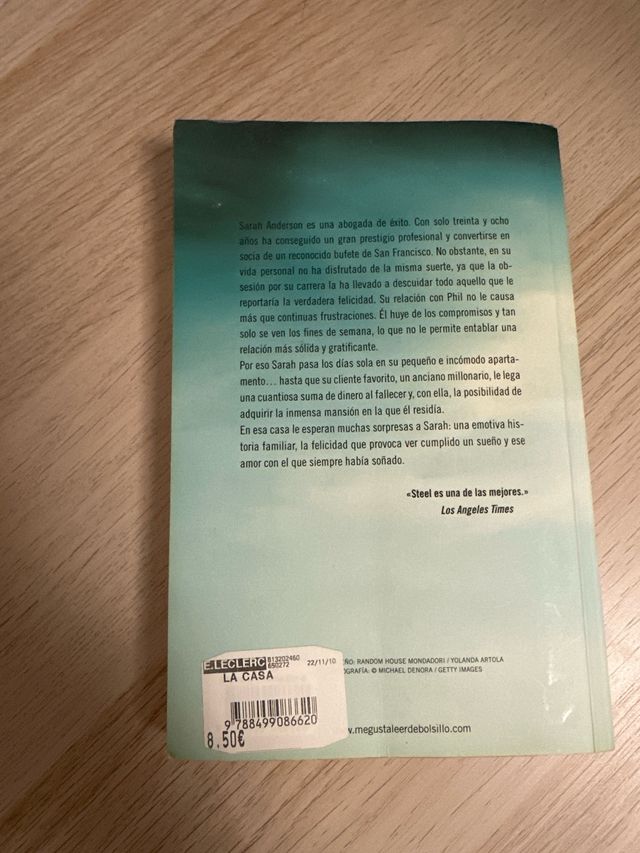 Sarah Anderson es una abogada de éxito. Con solo treinta y ocho
años ha conseguido un gran prestigio profesional y convertirse en
socia de un reconocido bufete de San Francisco. No obstante, en su
vida personal no ha disfrutado de la misma suerte, ya que la ob-
sesión por su carrera la ha llevado a descuidar todo aquello que le
reportaría la verdadera felicidad. Su relación con Phil no le causa
más que continuas frustraciones. Él huye de los compromisos y tan
solo se ven los fines de semana, lo que no le permite entablar una
relación más sólida y gratificante.
Por eso Sarah pasa los días sola en su pequeño e incómodo aparta-
mento... hasta que su cliente favorito, un anciano millonario, le lega
una cuantiosa suma de dinero al fallecer y, con ella, la posibilidad de
adquirir la inmensa mansión en la que él residía.
En esa casa le esperan muchas sorpresas a Sarah: una emotiva his-
toria familiar, la felicidad que provoca ver cumplido un sueño y ese
amor con el que siempre había soñado.
«Steel es una de las mejores.»
Los Angeles Times
E.LECLERC 813202460 22/11/10
650272
LA CASA
9 788499 086620
8.50€
EÑO: RANDOM HOUSE MONDADORI / YOLANDA ARTOLA
OGRAFÍA: © MICHAEL DENORA / GETTY IMAGES
w.megustaleerdebolsillo.com